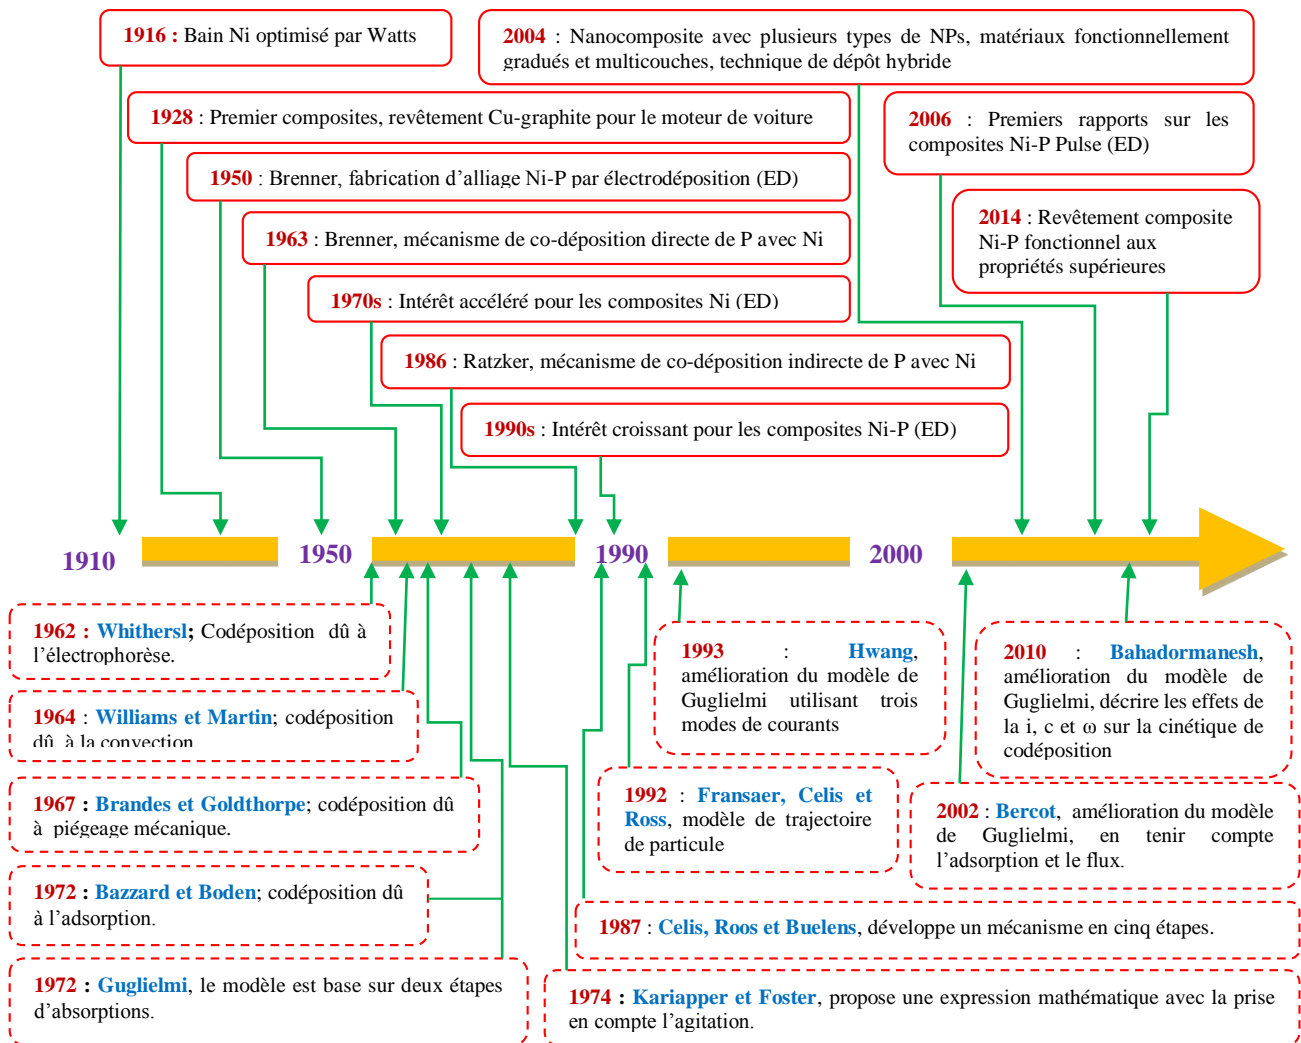 1916 : Bain Ni optimisé par Watts
2004 : Nanocomposite avec plusieurs types de NPs, matériaux fonctionnellement
gradués et multicouches, technique de dépôt hybride
1928 : Premier composites, revêtement Cu-graphite pour le moteur de voiture
2006 : Premiers rapports sur les
composites Ni-P Pulse (ED)
1950 : Brenner, fabrication d’alliage Ni-P par électrodéposition (ED)
1963 : Brenner, mécanisme de co-déposition directe de P avec Ni
2014 : Revêtement composite
Ni-P fonctionnel aux
propriétés supérieures
1970s : Intérêt accéléré pour les composites Ni (ED)
1986 : Ratzker, mécanisme de co-déposition indirecte de P avec Ni
1990s : Intérêt croissant pour les composites Ni-P (ED)
1910
1950
1990
2000
1962 : Whithersl; Codéposition dû à
l’électrophorèse.
1964 : Williams et Martin; codéposition
dû à la convection
1967 : Brandes et Goldthorpe; codéposition dû
à piégeage mécanique.
1972 : Bazzard et Boden; codéposition dû
à l’adsorption.
1972 : Guglielmi, le modèle est base sur deux étapes
d’absorptions.
1993 : Hwang,
amélioration du modèle de
Guglielmi utilisant trois
modes de courants
2010 : Bahadormanesh,
amélioration du modèle de
Guglielmi, décrire les effets de
la i, c et ω sur la cinétique de
codéposition
1992 : Fransaer, Celis et
Ross, modèle de trajectoire
de particule
2002 : Bercot, amélioration du modèle
de Guglielmi, en tenir compte
l’adsorption et le flux.
1987 : Celis, Roos et Buelens, développe un mécanisme en cinq étapes.
1974 : Kariapper et Foster, propose une expression mathématique avec la prise
en compte l’agitation.